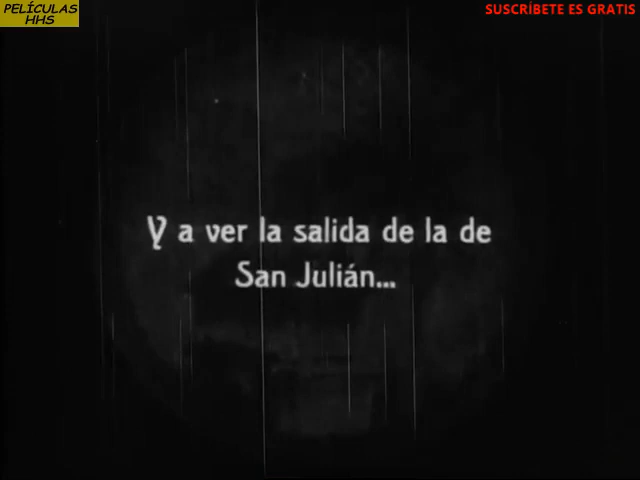 PELÍCULAS
HHS
SUSCRÍBETE ES GRATIS
Y a ver la salida de la de
San Julián...